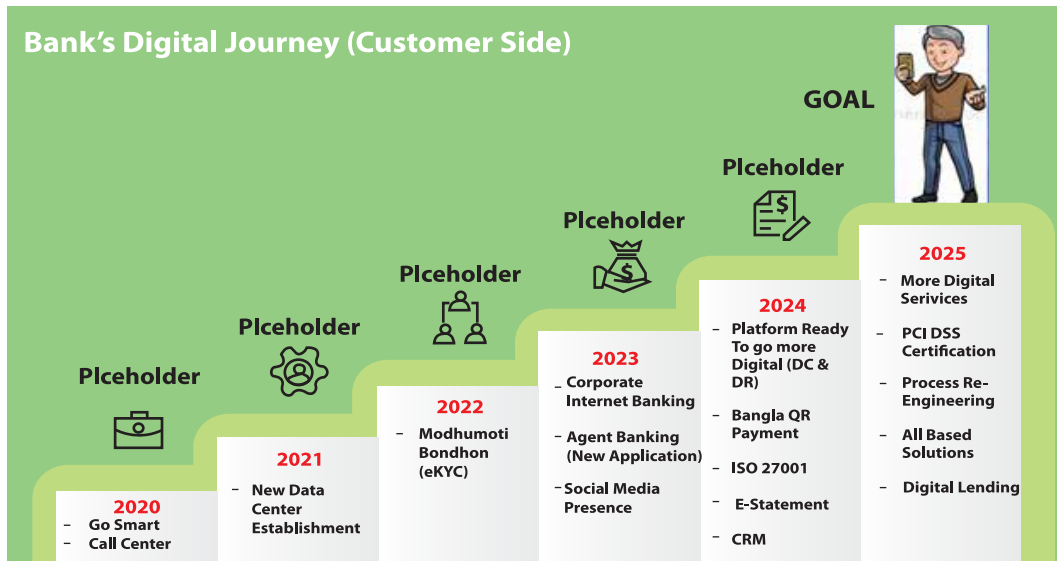 Bank's Digital Journey (Customer Side)
GOAL
Plceholder
Plceholder
Plceholder
Plceholder
Plceholder
2020
– Go Smart
– Call Center
2021
– New Data
Center
Establishment
2022
– Modhumoti
Bondhon
(eKYC)
2023
– Corporate
Internet Banking
– Agent Banking
(New Application)
– Social Media
Presence
2024
– Platform Ready
To go more
Digital (DC &
DR)
– Bangla QR
Payment
– ISO 27001
– E-Statement
– CRM
2025
– More Digital
Serivices
– PCI DSS
Certification
– Process Re-
Engineering
– All Based
Solutions
– Digital Lending